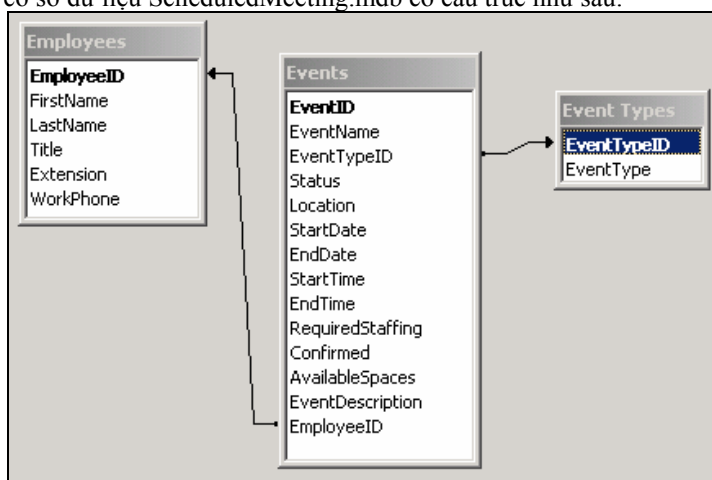 cơ sở dữ liệu ScheduledMeeting.mdb có cấu trúc như sau:
Employees
EmployeeID
FirstName
LastName
Title
Extension
WorkPhone
Events
EventID
EventName
EventTypeID
Status
Location
StartDate
EndDate
StartTime
EndTime
RequiredStaffing
Confirmed
AvailableSpaces
EventDescription
EmployeeID
Event Types
EventTypeID
EventType